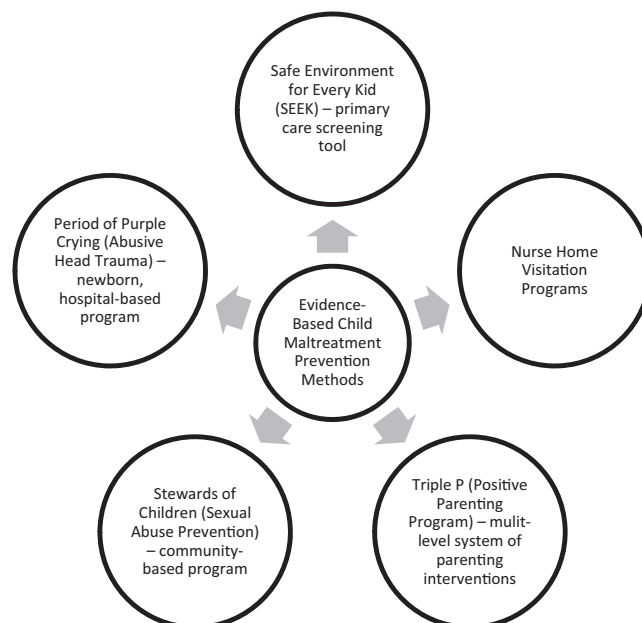 Safe Environment
for Every Kid
(SEEK) – primary
care screening
tool
Period of Purple
Crying (Abusive
Head Trauma) –
newborn,
hospital-based
program
Nurse Home
Visitation
Programs
Evidence-
Based Child
Maltreatment
Prevention
Methods
Stewards of
Children (Sexual
Abuse Prevention)
– community-
based program
Triple P (Positive
Parenting
Program) – mulit-
level system of
parenting
interventions